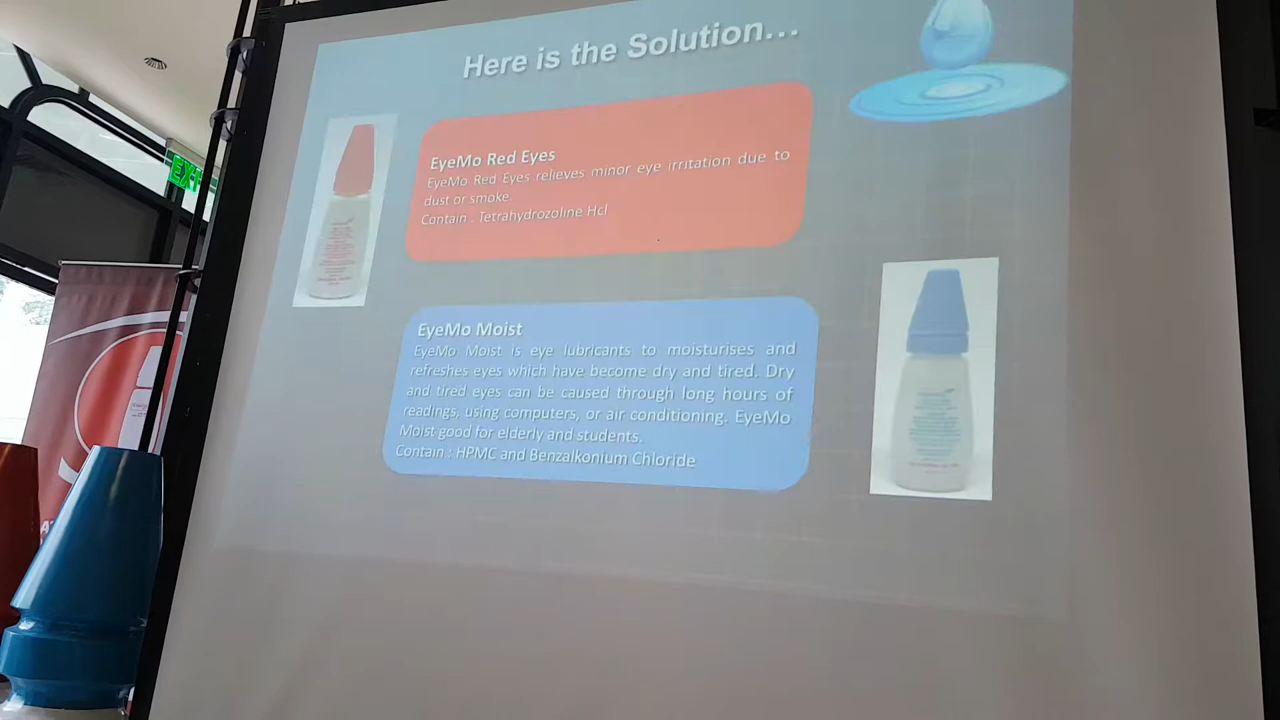 Here is the Solution...
EyeMo Red Eyes
EyeMo Red Eyes relieves minor eye irritation due to
dust or smoke.
Contain : Tetrahydrozoline Hcl
EyeMo Moist
EyeMo Moist is eye lubricants to moisturises and
refreshes eyes which have become dry and tired. Dry
and tired eyes can be caused through long hours of
readings, using computers, or air conditioning. EyeMo
Moist good for elderly and students.
Contain : HPMC and Benzalkonium Chloride